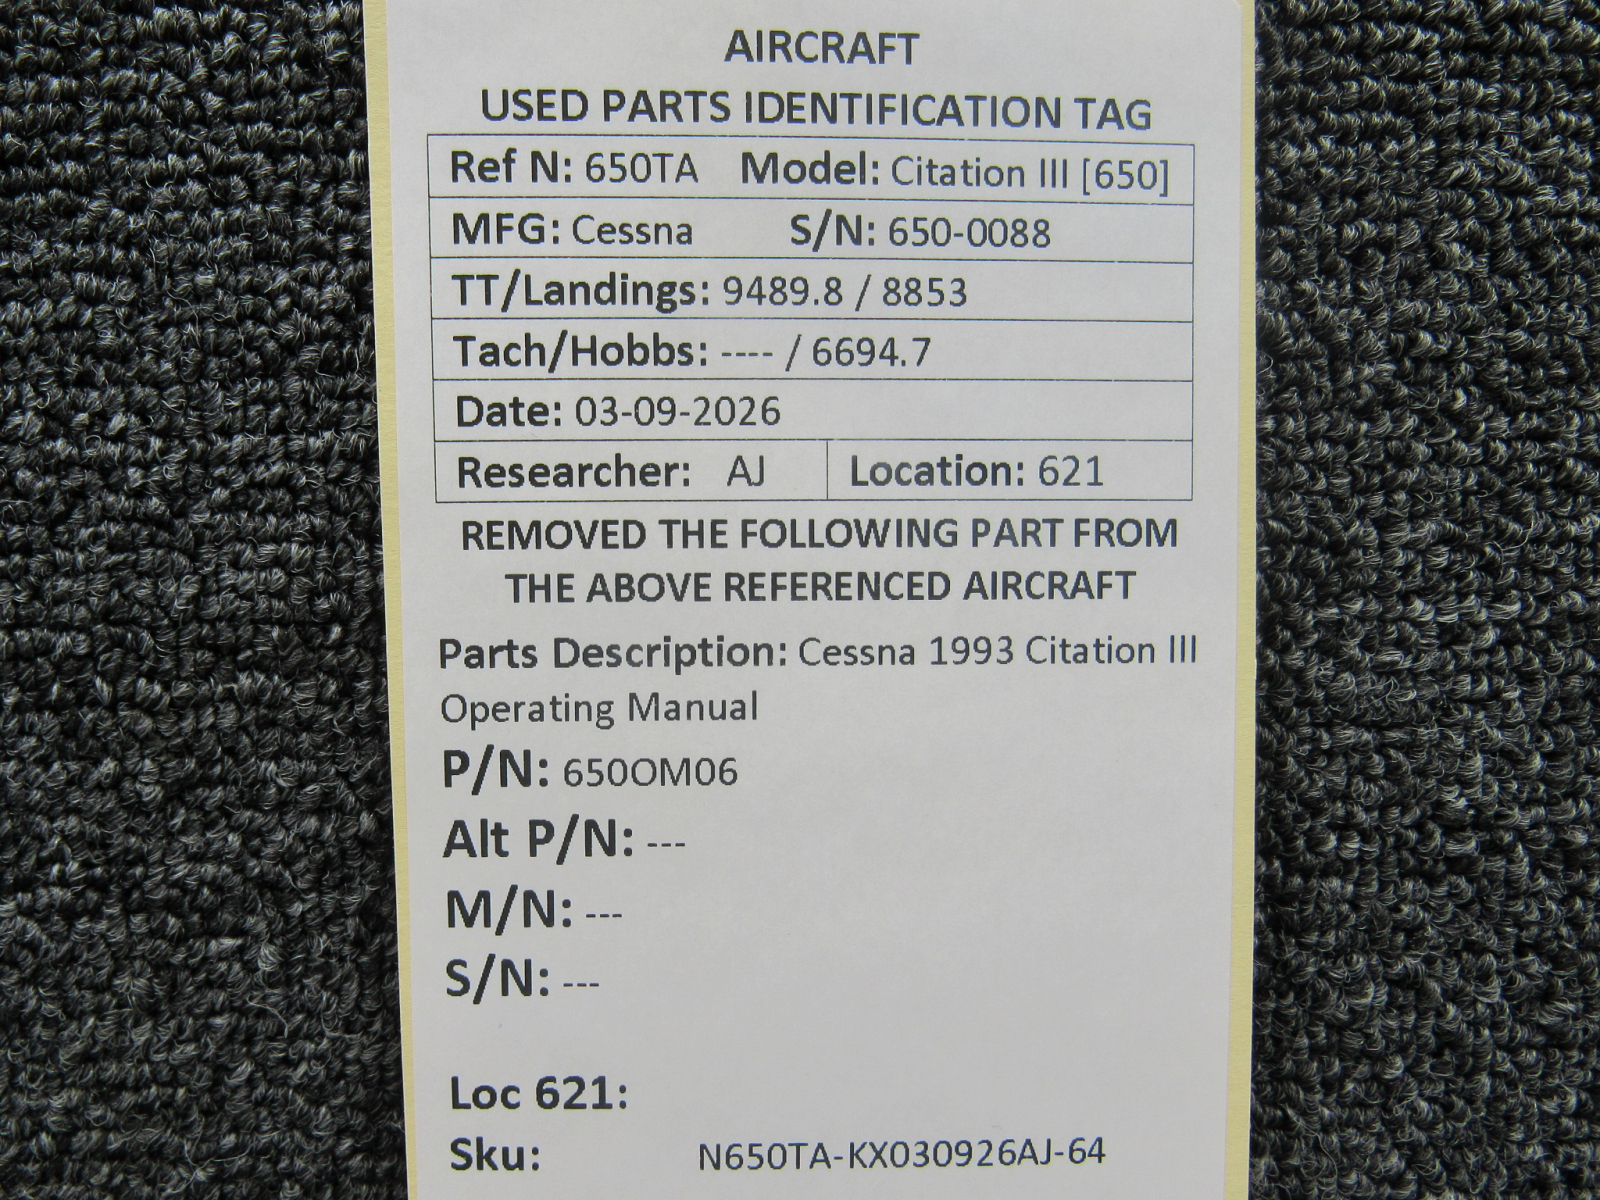 AIRCRAFT
USED PARTS IDENTIFICATION TAG
Ref N: 650TA Model: Citation III [650]
MFG: Cessna S/N: 650-0088
TT/Landings: 9489.8 / 8853
Tach/Hobbs: ---- / 6694.7
Date: 03-09-2026
Researcher: AJ Location: 621
REMOVED THE FOLLOWING PART FROM
THE ABOVE REFERENCED AIRCRAFT
Parts Description: Cessna 1993 Citation III
Operating Manual
P/N: 650OM06
Alt P/N: ---
M/N: ---
S/N: ---
Loc 621:
Sku: N650TA-KX030926AJ-64